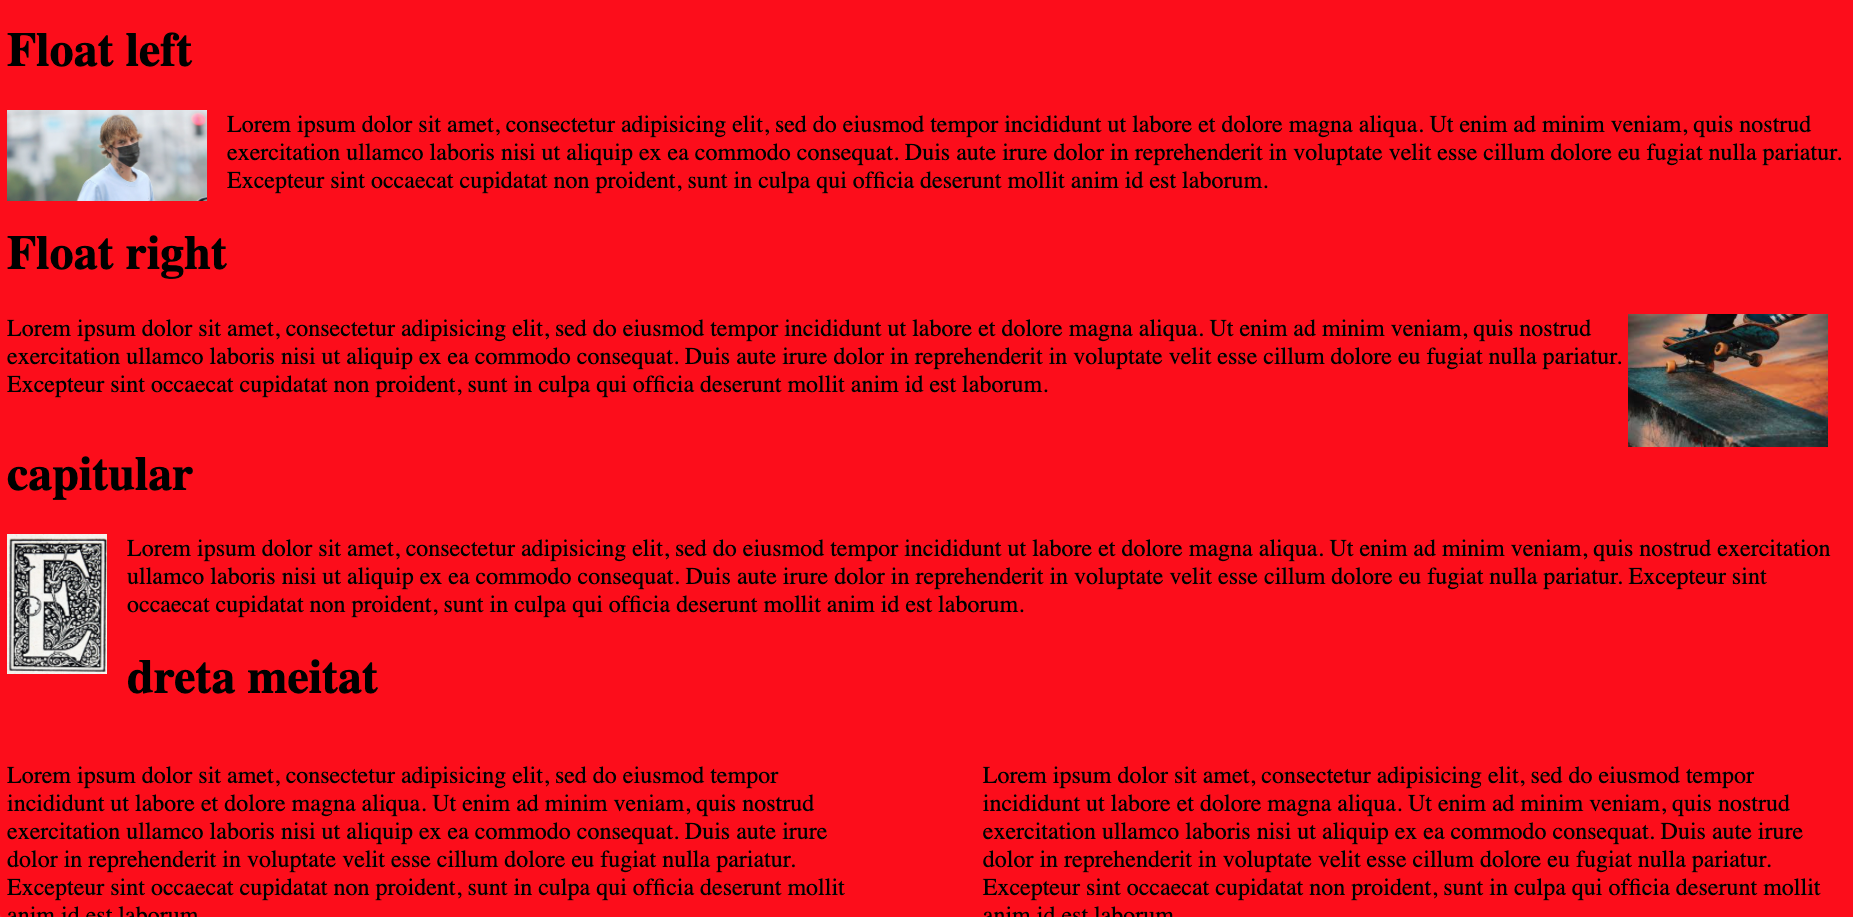 Float left
Lorem ipsum dolor sit amet, consectetur adipisicing elit, sed do eiusmod tempor incididunt ut labore et dolore magna aliqua. Ut enim ad minim veniam, quis nostrud
exercitation ullamco laboris nisi ut aliquip ex ea commodo consequat. Duis aute irure dolor in reprehenderit in voluptate velit esse cillum dolore eu fugiat nulla pariatur.
Excepteur sint occaecat cupidatat non proident, sunt in culpa qui officia deserunt mollit anim id est laborum.
Float right
Lorem ipsum dolor sit amet, consectetur adipisicing elit, sed do eiusmod tempor incididunt ut labore et dolore magna aliqua. Ut enim ad minim veniam, quis nostrud
exercitation ullamco laboris nisi ut aliquip ex ea commodo consequat. Duis aute irure dolor in reprehenderit in voluptate velit esse cillum dolore eu fugiat nulla pariatur.
Excepteur sint occaecat cupidatat non proident, sunt in culpa qui officia deserunt mollit anim id est laborum.
capitular
E
Lorem ipsum dolor sit amet, consectetur adipisicing elit, sed do eiusmod tempor incididunt ut labore et dolore magna aliqua. Ut enim ad minim veniam, quis nostrud exercitation
ullamco laboris nisi ut aliquip ex ea commodo consequat. Duis aute irure dolor in reprehenderit in voluptate velit esse cillum dolore eu fugiat nulla pariatur. Excepteur sint
occaecat cupidatat non proident, sunt in culpa qui officia deserunt mollit anim id est laborum.
dreta meitat
Lorem ipsum dolor sit amet, consectetur adipisicing elit, sed do eiusmod tempor
incididunt ut labore et dolore magna aliqua. Ut enim ad minim veniam, quis nostrud
exercitation ullamco laboris nisi ut aliquip ex ea commodo consequat. Duis aute irure
dolor in reprehenderit in voluptate velit esse cillum dolore eu fugiat nulla pariatur.
Excepteur sint occaecat cupidatat non proident, sunt in culpa qui officia deserunt mollit
anim id est laborum.
Lorem ipsum dolor sit amet, consectetur adipisicing elit, sed do eiusmod tempor
incididunt ut labore et dolore magna aliqua. Ut enim ad minim veniam, quis nostrud
exercitation ullamco laboris nisi ut aliquip ex ea commodo consequat. Duis aute irure
dolor in reprehenderit in voluptate velit esse cillum dolore eu fugiat nulla pariatur.
Excepteur sint occaecat cupidatat non proident, sunt in culpa qui officia deserunt mollit
anim id est laborum.